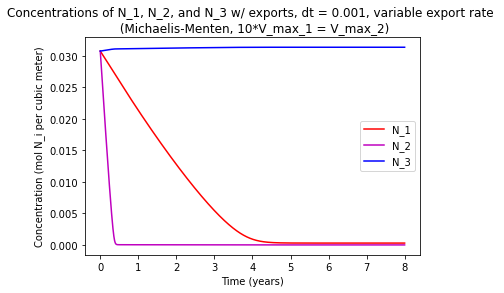 Concentrations of N_1, N_2, and N_3 w/ exports, dt = 0.001, variable export rate
(Michaelis-Menten, 10*V_max_1 = V_max_2)
Concentration (mol N_i per cubic meter)
0.030
0.025
0.020
0.015
0.010
0.005
0.000
N_1
N_2
N_3
0 1 2 3 4 5 6 7 8
Time (years)